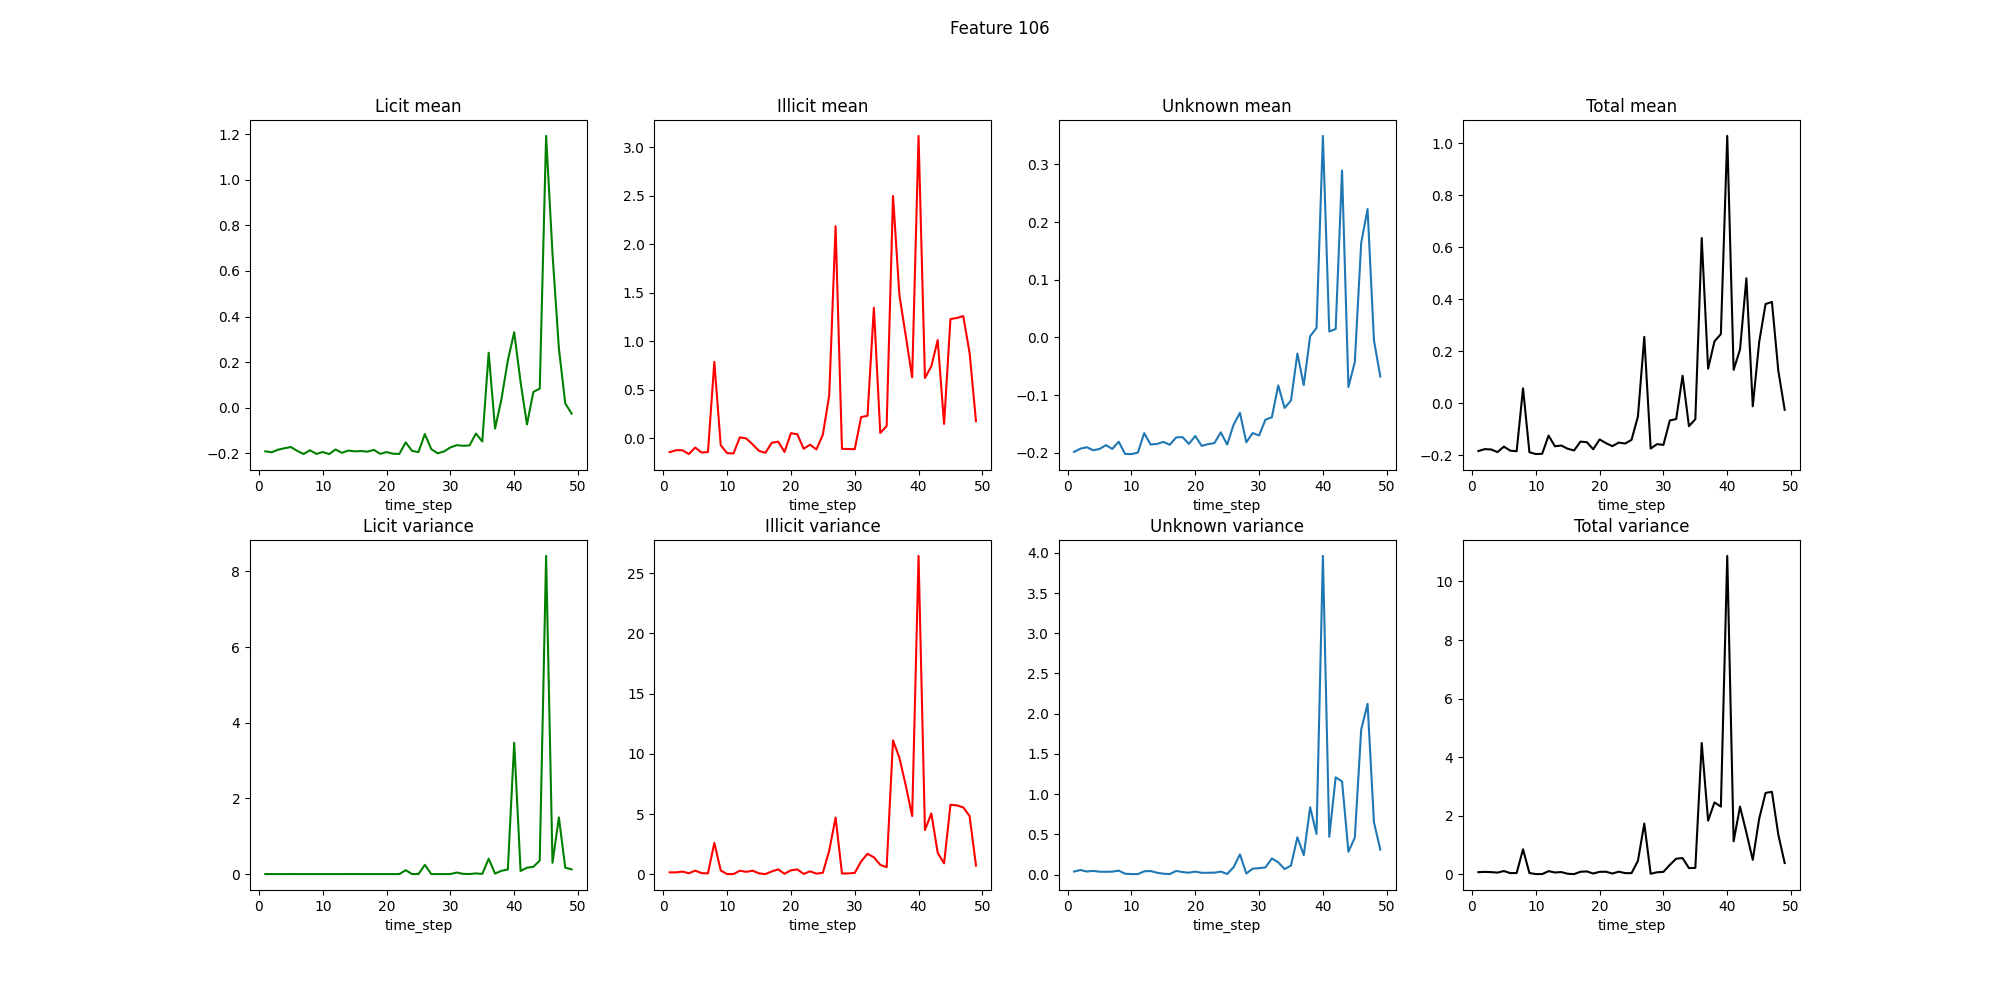 Feature 106
Licit mean
Illicit mean
Unknown mean
Total mean
1.2
1.0
0.8
0.6
0.4
0.2
0.0
−0.2
0 10 20 30 40 50
time_step
3.0
2.5
2.0
1.5
1.0
0.5
0.0
0 10 20 30 40 50
time_step
0.3
0.2
0.1
0.0
−0.1
−0.2
0 10 20 30 40 50
time_step
1.0
0.8
0.6
0.4
0.2
0.0
−0.2
0 10 20 30 40 50
time_step
Licit variance
Illicit variance
Unknown variance
Total variance
8
6
4
2
0
0 10 20 30 40 50
time_step
25
20
15
10
5
0
0 10 20 30 40 50
time_step
4.0
3.5
3.0
2.5
2.0
1.5
1.0
0.5
0.0
0 10 20 30 40 50
time_step
10
8
6
4
2
0
0 10 20 30 40 50
time_step